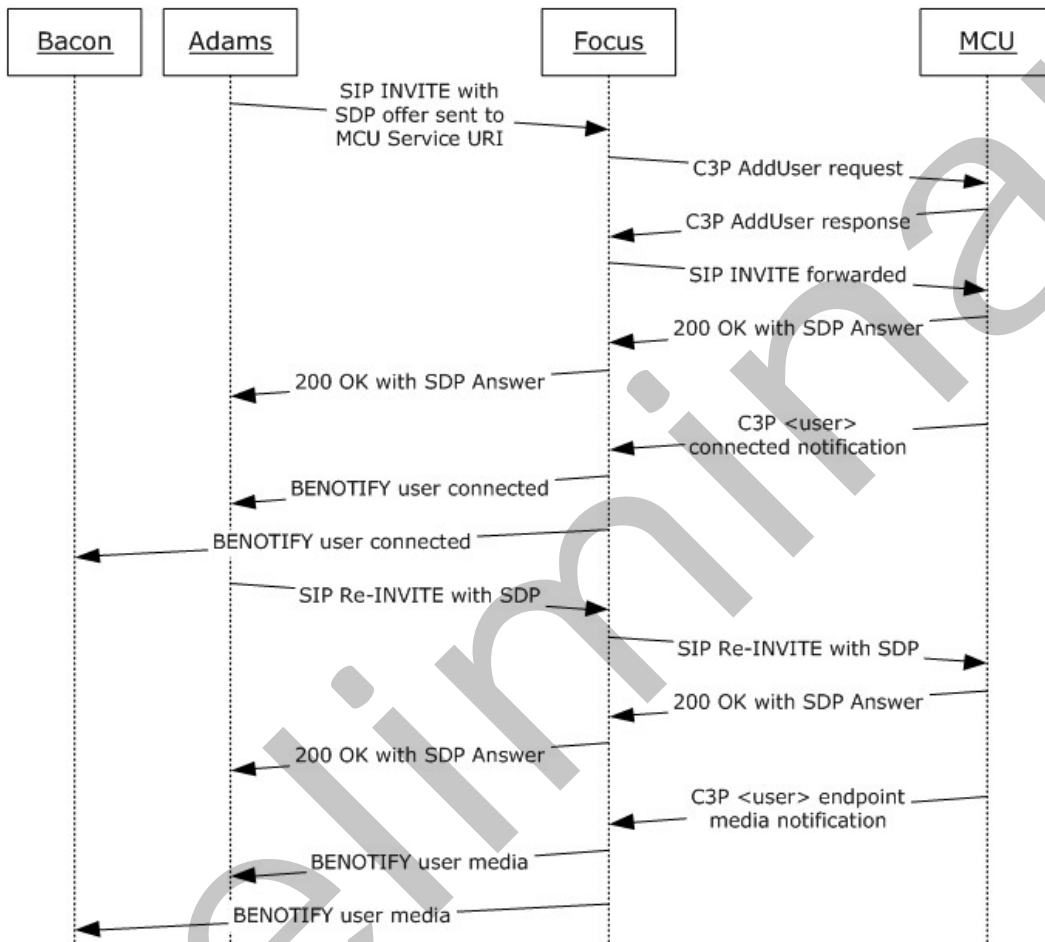 Bacon
Adams
Focus
MCU
SIP INVITE with
SDP offer sent to
MCU Service URI
C3P AddUser request
C3P AddUser response
SIP INVITE forwarded
200 OK with SDP Answer
200 OK with SDP Answer
C3P <user>
connected notification
BENOTIFY user connected
BENOTIFY user connected
SIP Re-INVITE with SDP
SIP Re-INVITE with SDP
200 OK with SDP Answer
200 OK with SDP Answer
C3P <user> endpoint
media notification
BENOTIFY user media
BENOTIFY user media
elimina